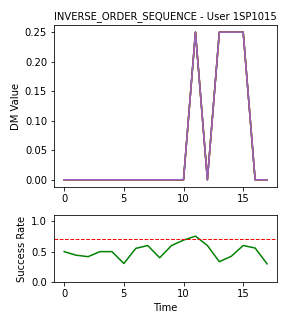 INVERSE_ORDER_SEQUENCE - User 1SP1015
0.25
0.20
0.15
0.10
0.05
0.00
DM Value
0 5 10 15
1.0
0.5
0.0
Success Rate
0 5 10 15
Time